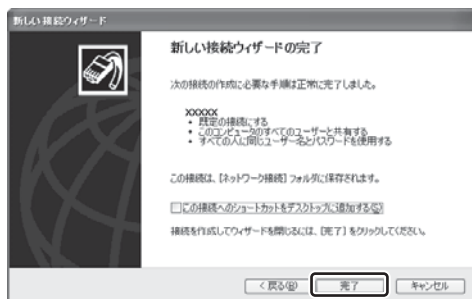 新しい接続ウィザード
新しい接続ウィザードの完了
次の接続の作成に必要な手順は正常に完了しました。
XXXXX
• 既定の接続にする
• このコンピュータのすべてのユーザーと共有する
• すべての人に同じユーザー名とパスワードを使用する
この接続は、[ネットワーク接続] フォルダに保存されます。
この接続へのショートカットをデスクトップに追加する(S)
接続を作成してウィザードを閉じるには、[完了] をクリックしてください。
< 戻る(B) 完了 キャンセル